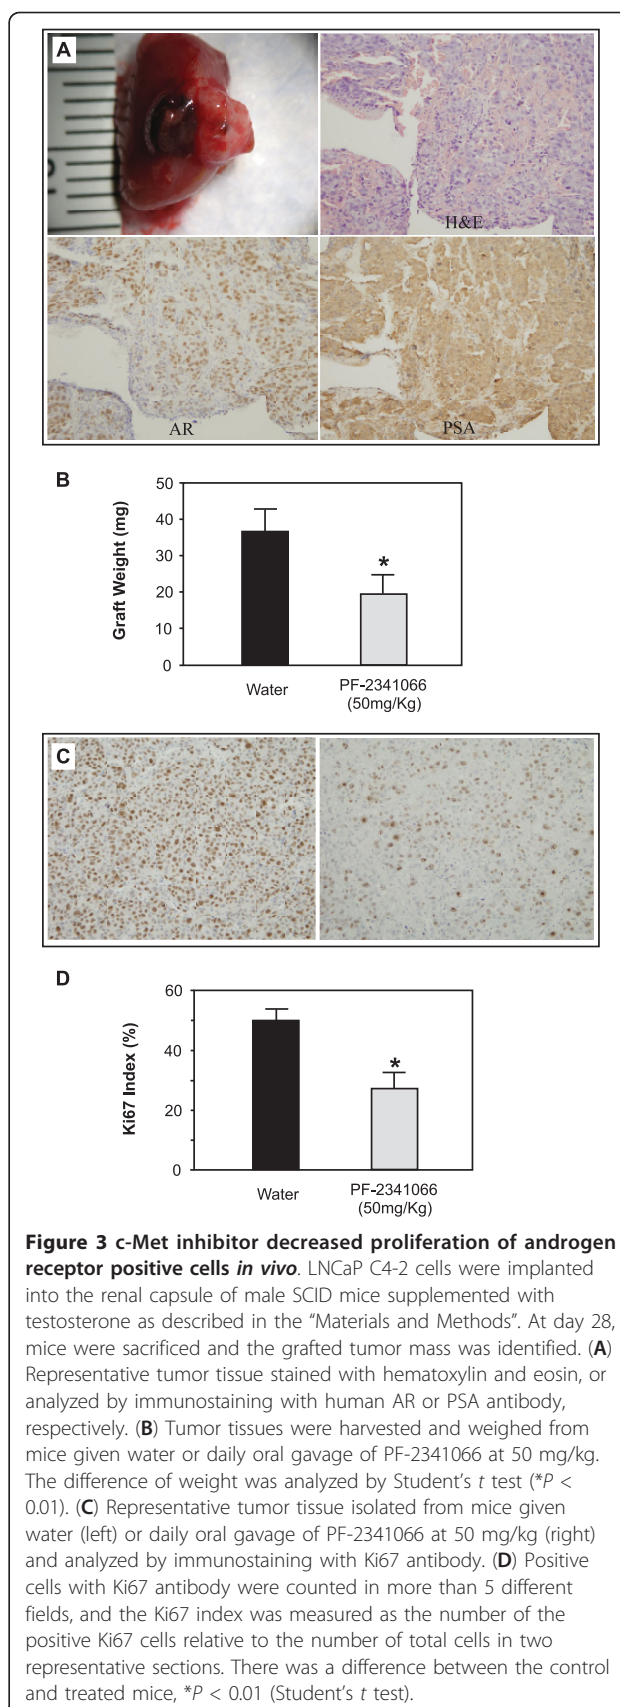 A
H&E
AR
PSA
B
Graft Weight (mg)
50
40
30
20
10
0
*
Water
PF-2341066
(50mg/Kg)
C
D
Ki67 Index (%)
60
40
20
0
*
Water
PF-2341066
(50mg/Kg)
Figure 3 c-Met inhibitor decreased proliferation of androgen
receptor positive cells in vivo. LNCaP C4-2 cells were implanted
into the renal capsule of male SCID mice supplemented with
testosterone as described in the “Materials and Methods”. At day 28,
mice were sacrificed and the grafted tumor mass was identified. (A)
Representative tumor tissue stained with hematoxylin and eosin, or
analyzed by immunostaining with human AR or PSA antibody,
respectively. (B) Tumor tissues were harvested and weighed from
mice given water or daily oral gavage of PF-2341066 at 50 mg/kg.
The difference of weight was analyzed by Student’s t test (*P <
0.01). (C) Representative tumor tissue isolated from mice given
water (left) or daily oral gavage of PF-2341066 at 50 mg/kg (right)
and analyzed by immunostaining with Ki67 antibody. (D) Positive
cells with Ki67 antibody were counted in more than 5 different
fields, and the Ki67 index was measured as the number of the
positive Ki67 cells relative to the number of total cells in two
representative sections. There was a difference between the control
and treated mice, *P < 0.01 (Student’s t test).